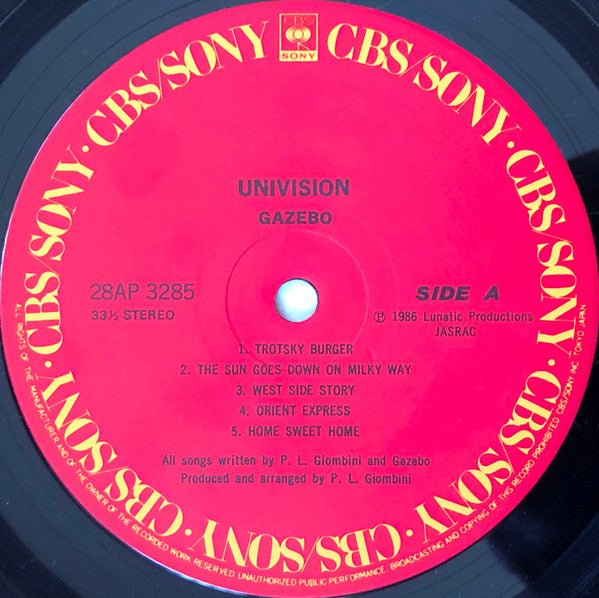 CBS
SONY
CBS/SONY · CBS/SONY · CBS/SONY · CBS/SONY · CBS/SONY · CBS/SONY · CBS/SONY
UNIVISION
GAZEBO
28AP 3285
33⅓ STEREO
SIDE A
Ⓟ 1986 Lunatic Productions
JASRAC
1. TROTSKY BURGER
2. THE SUN GOES DOWN ON MILKY WAY
3. WEST SIDE STORY
4. ORIENT EXPRESS
5. HOME SWEET HOME
All songs written by P. L. Giombini and Gazebo
Produced and arranged by P. L. Giombini
ALL RIGHTS OF THE MANUFACTURER AND OF THE OWNER OF THE RECORDED WORK RESERVED. UNAUTHORIZED PUBLIC PERFORMANCE, BROADCASTING AND COPYING OF THIS RECORD PROHIBITED CBS/SONY INC. TOKYO JAPAN